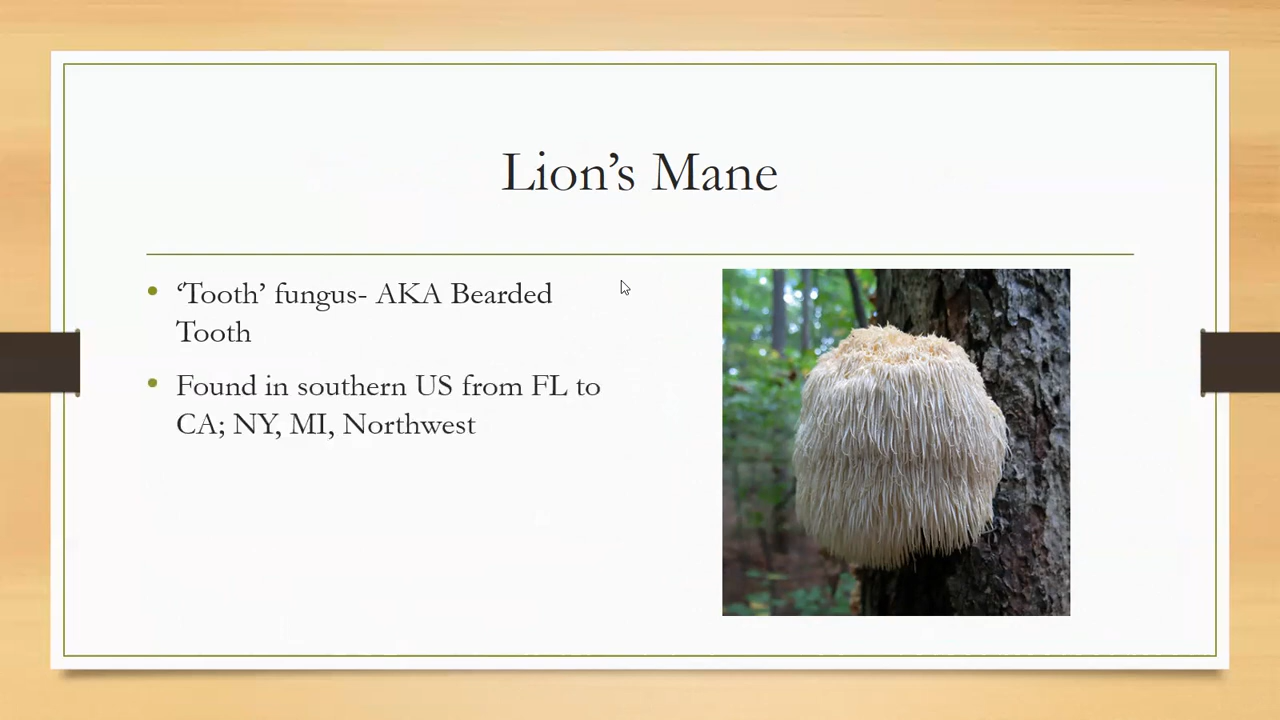 Lion’s Mane
‘Tooth’ fungus- AKA Bearded
Tooth
Found in southern US from FL to
CA; NY, MI, Northwest